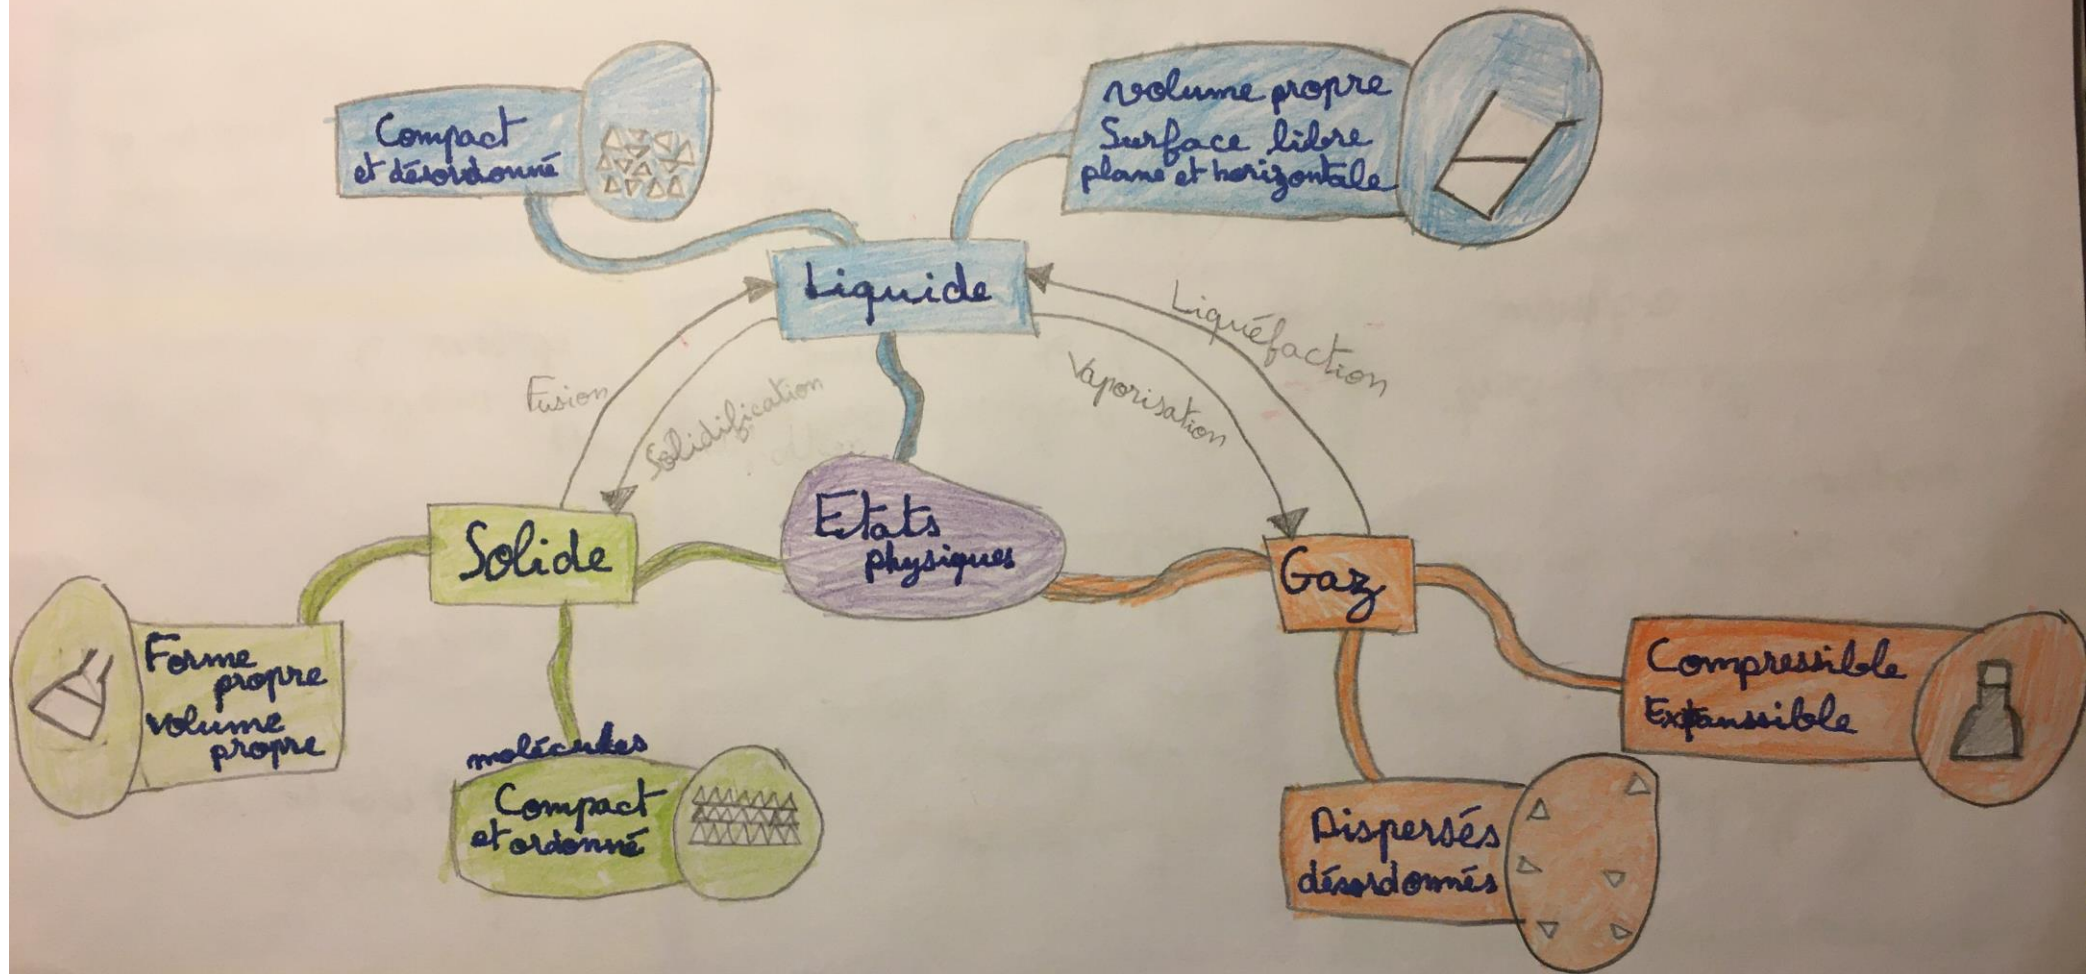 Compact
et désordonné
volume propre
Surface libre
plane et horizontale
Liquide
Fusion
Solidification
Liquéfaction
Vaporisation
Etats
physiques
Solide
Gaz
Forme
propre
volume
propre
molécules
Compact
et ordonné
Compressible
Expanssible
Dispersés
désordonnés